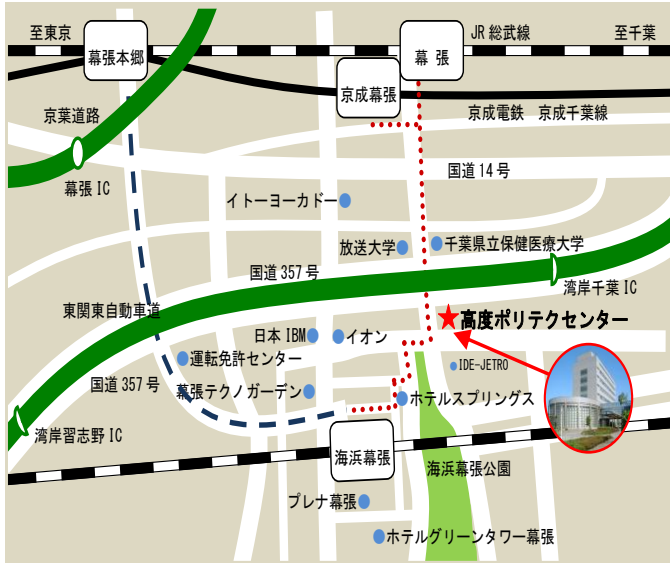 至東京
JR 総武線
至千葉
幕張本郷
幕 張
京成幕張
京葉道路
京成電鉄 京成千葉線
国道 14 号
幕張 IC
イトーヨーカドー
放送大学
千葉県立保健医療大学
国道 357 号
湾岸千葉 IC
東関東自動車道
高度ポリテクセンター
日本 IBM
イオン
運転免許センター
IDE-JETRO
国道 357 号
幕張テクノガーデン
ホテルスプリングス
湾岸習志野 IC
海浜幕張
海浜幕張公園
プレナ幕張
ホテルグリーンタワー幕張